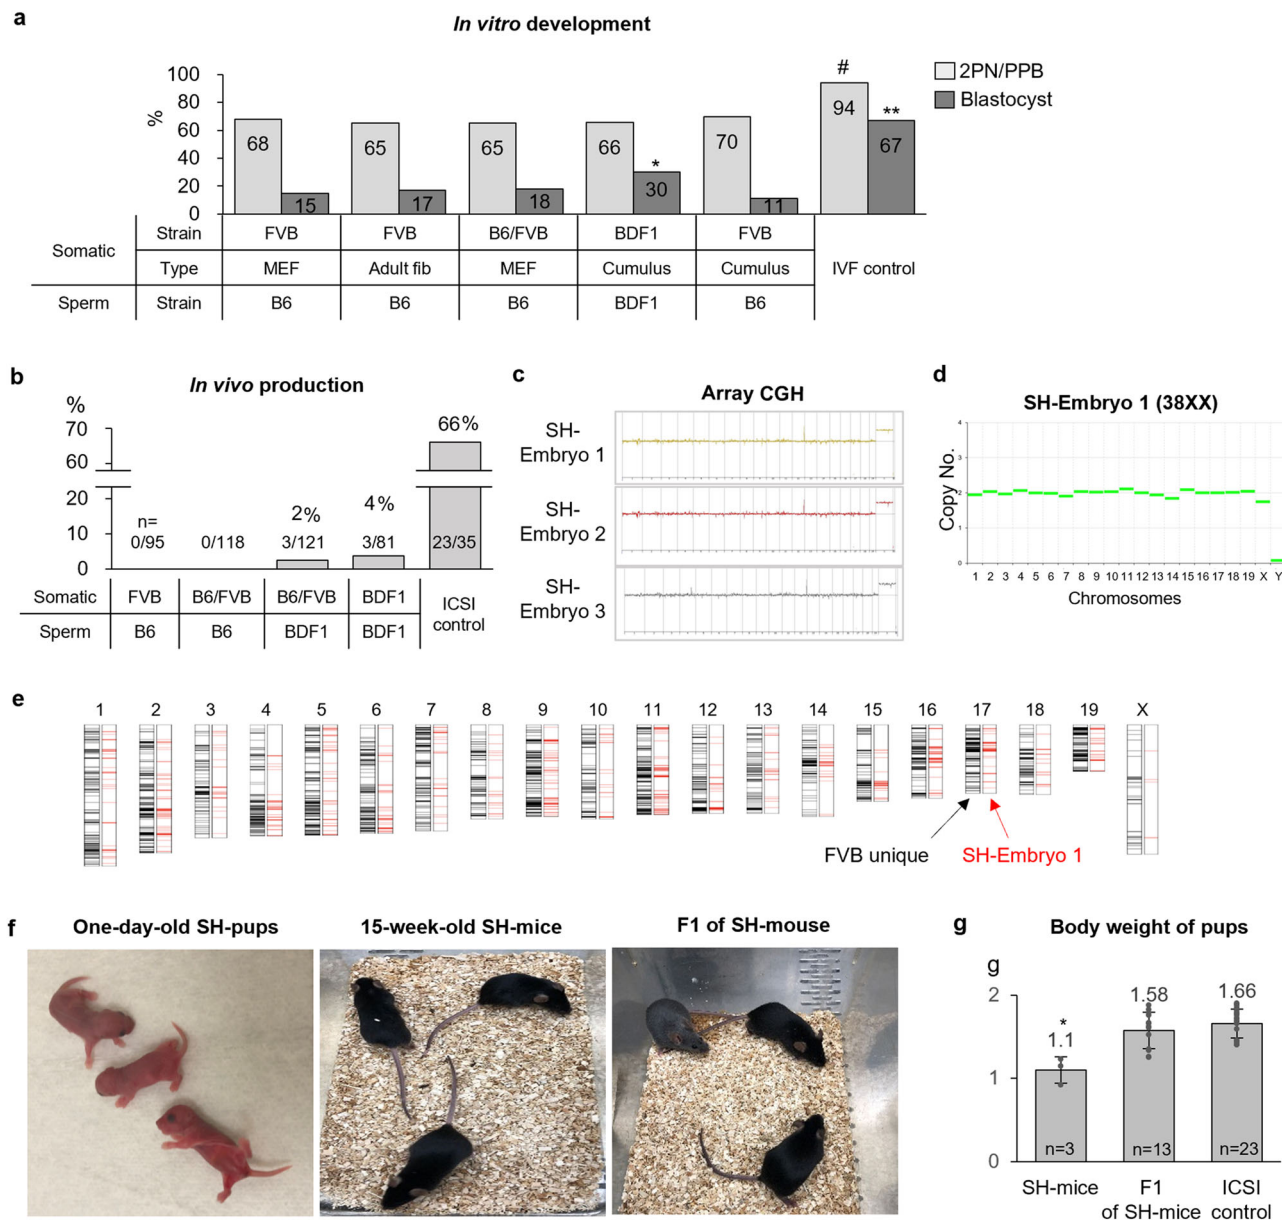 a
In vitro development
100
80
60
40
20
0
%
68
15
65
17
65
18
66
*
30
70
11
#
94
**
67
2PN/PPB
Blastocyst
Somatic
Strain
FVB
FVB
B6/FVB
BDF1
FVB
Type
MEF
Adult fib
MEF
Cumulus
Cumulus
IVF control
Sperm
Strain
B6
B6
B6
BDF1
B6
b
In vivo production
%
70
60
20
10
0
n=
0/95
0/118
2%
3/121
4%
3/81
66%
23/35
Somatic
FVB
B6/FVB
B6/FVB
BDF1
ICSI
control
Sperm
B6
B6
BDF1
BDF1
c
Array CGH
SH-
Embryo 1
SH-
Embryo 2
SH-
Embryo 3
d
SH-Embryo 1 (38XX)
Copy No.
4
3
2
1
0
1 2 3 4 5 6 7 8 9 10 11 12 13 14 15 16 17 18 19 X Y
Chromosomes
e
1 2 3 4 5 6 7 8 9 10 11 12 13 14 15 16 17 18 19 X
FVB unique
SH-Embryo 1
f
One-day-old SH-pups
15-week-old SH-mice
F1 of SH-mouse
g
Body weight of pups
g
2
1
0
*
1.1
1.58
1.66
n=3
n=13
n=23
SH-mice
F1
of SH-mice
ICSI
control